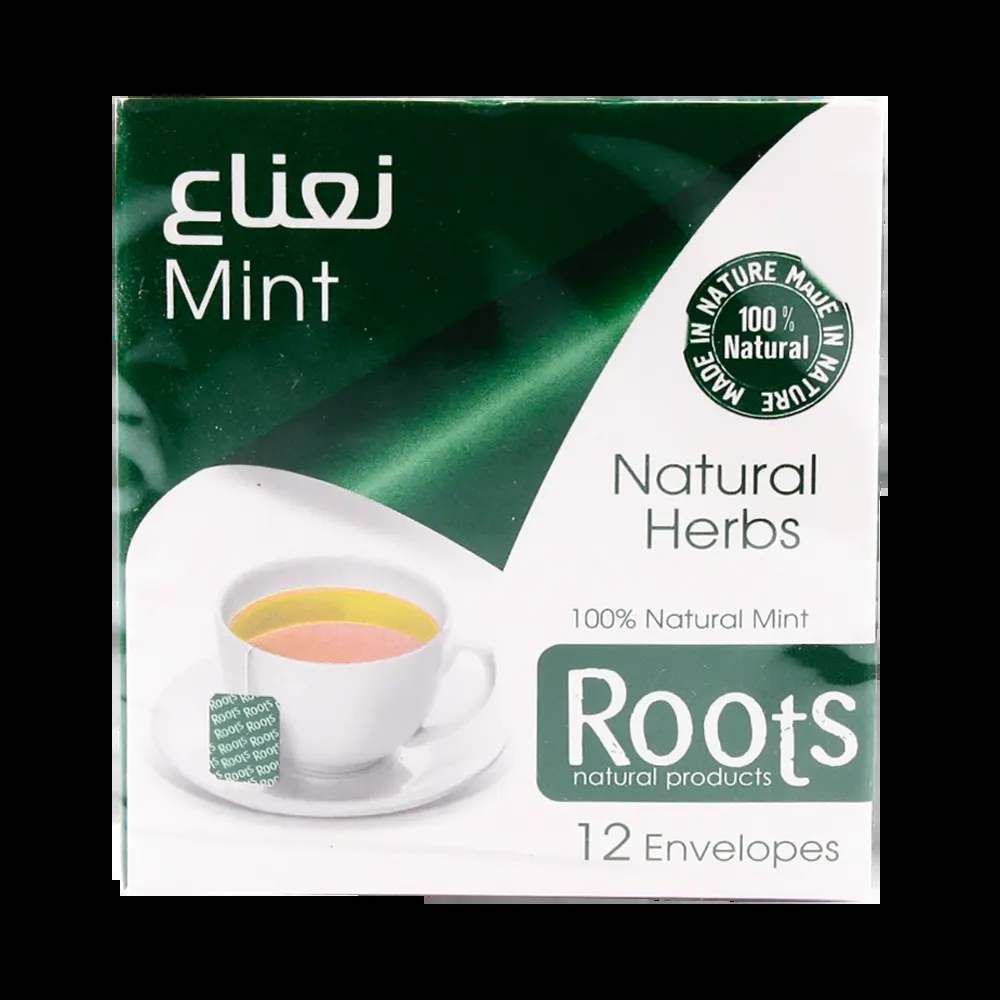 نعناع
Mint
MADE IN NATURE MADE IN NATURE
100%
Natural
Natural
Herbs
100% Natural Mint
Roots
natural products
12 Envelopes